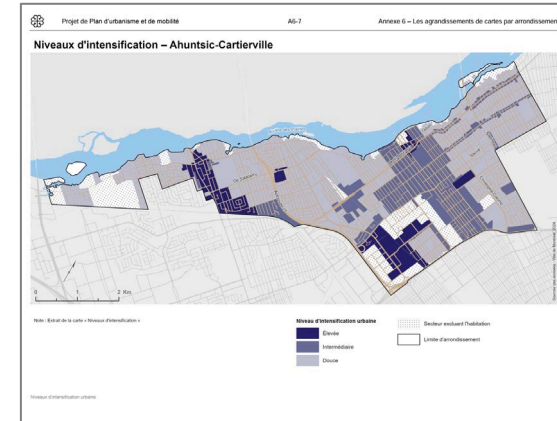 Projet de Plan d'urbanisme et de mobilité
A6-7
Annexe 6 – Les agrandissements de cartes par arrondissement
Niveaux d'intensification – Ahuntsic-Cartierville
0 1 2 Km
Note : Extrait de la carte « Niveaux d'intensification »
Niveau d'intensification urbaine
Élevée
Intermédiaire
Douce
Secteur excluant l'habitation
Limite d'arrondissement
Niveaux d'intensification urbaine